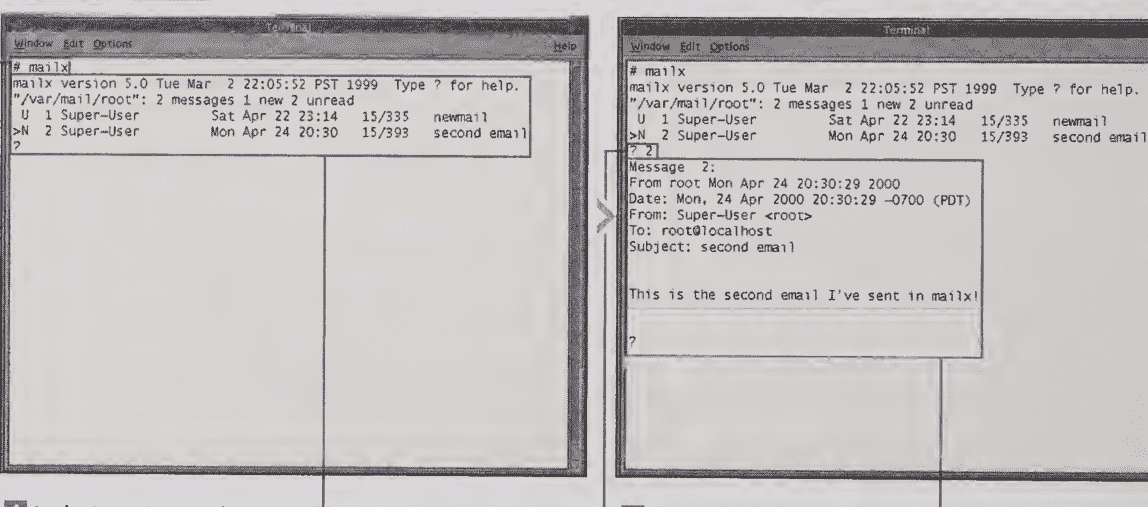 Terminal
Window Edit Options Help
# mailx
mailx version 5.0 Tue Mar 2 22:05:52 PST 1999 Type ? for help.
"/var/mail/root": 2 messages 1 new 2 unread
U 1 Super-User Sat Apr 22 23:14 15/335 newmail
>N 2 Super-User Mon Apr 24 20:30 15/393 second email
?
Terminal
Window Edit Options
# mailx
mailx version 5.0 Tue Mar 2 22:05:52 PST 1999 Type ? for help.
"/var/mail/root": 2 messages 1 new 2 unread
U 1 Super-User Sat Apr 22 23:14 15/335 newmail
>N 2 Super-User Mon Apr 24 20:30 15/393 second email
? 2
Message 2:
From root Mon Apr 24 20:30:29 2000
Date: Mon, 24 Apr 2000 20:30:29 -0700 (PDT)
From: Super-User <root>
To: root@localhost
Subject: second email
This is the second email I've sent in mailx!
?